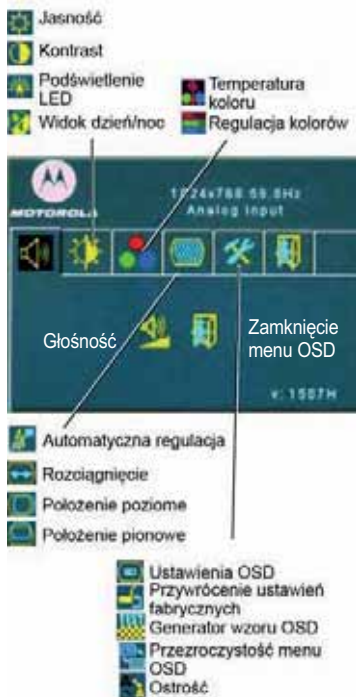 Jasność
Kontrast
Podświetlenie
LED
Widok dzień/noc
Temperatura
koloru
Regulacja kolorów
MOTOROLA
1024x768 59.8Hz
Analog Input
Głośność
Zamknięcie
menu OSD
v: 1507H
Automatyczna regulacja
Rozciągnięcie
Położenie poziome
Położenie pionowe
Ustawienia OSD
Przywrócenie ustawień
fabrycznych
Generator wzoru OSD
Przezroczystość menu
OSD
Ostrość